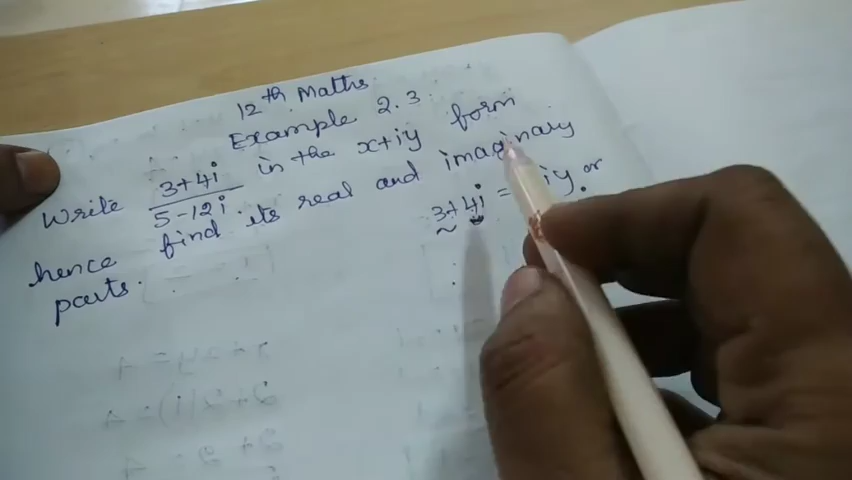 12th Maths
Example 2.3
Write 3+4i / 5-12i in the x+iy form
hence find its real and imaginary
parts.
3+4i = iy or